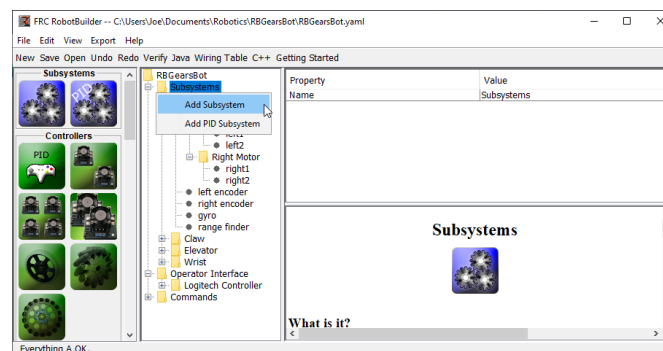 FRC RobotBuilder -- C:\Users\Joe\Documents\Robotics\RBGearsBot\RBGearsBot.yaml
File Edit View Export Help
New Save Open Undo Redo Verify Java Wiring Table C++ Getting Started
Subsystems
PID
Controllers
PID
RBGearsBot
Subsystems
Add Subsystem
Add PID Subsystem
left1
left2
Right Motor
right1
right2
left encoder
right encoder
gyro
range finder
Claw
Elevator
Wrist
Operator Interface
Logitech Controller
Commands
Property Value
Name Subsystems
Subsystems
What is it?
Everything A OK.